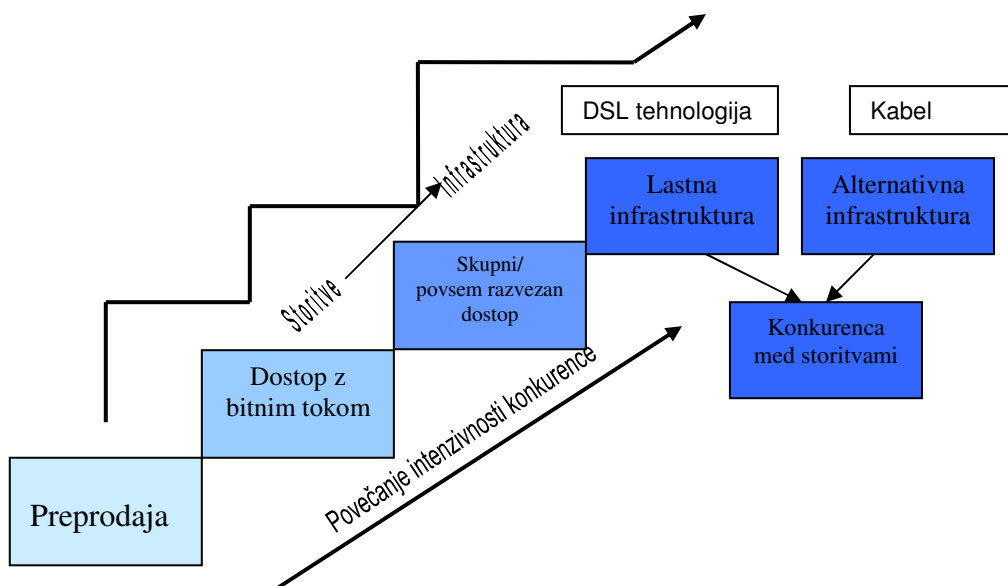 DSL tehnologija
Kabel
Lastna
infrastruktura
Alternativna
infrastruktura
Infrastruktura
Storitve
Skupni/
povsem razvezan
dostop
Konkurenca
med storitvami
Dostop z
bitnim tokom
Povečanje intenzivnosti konkurence
Preprodaja